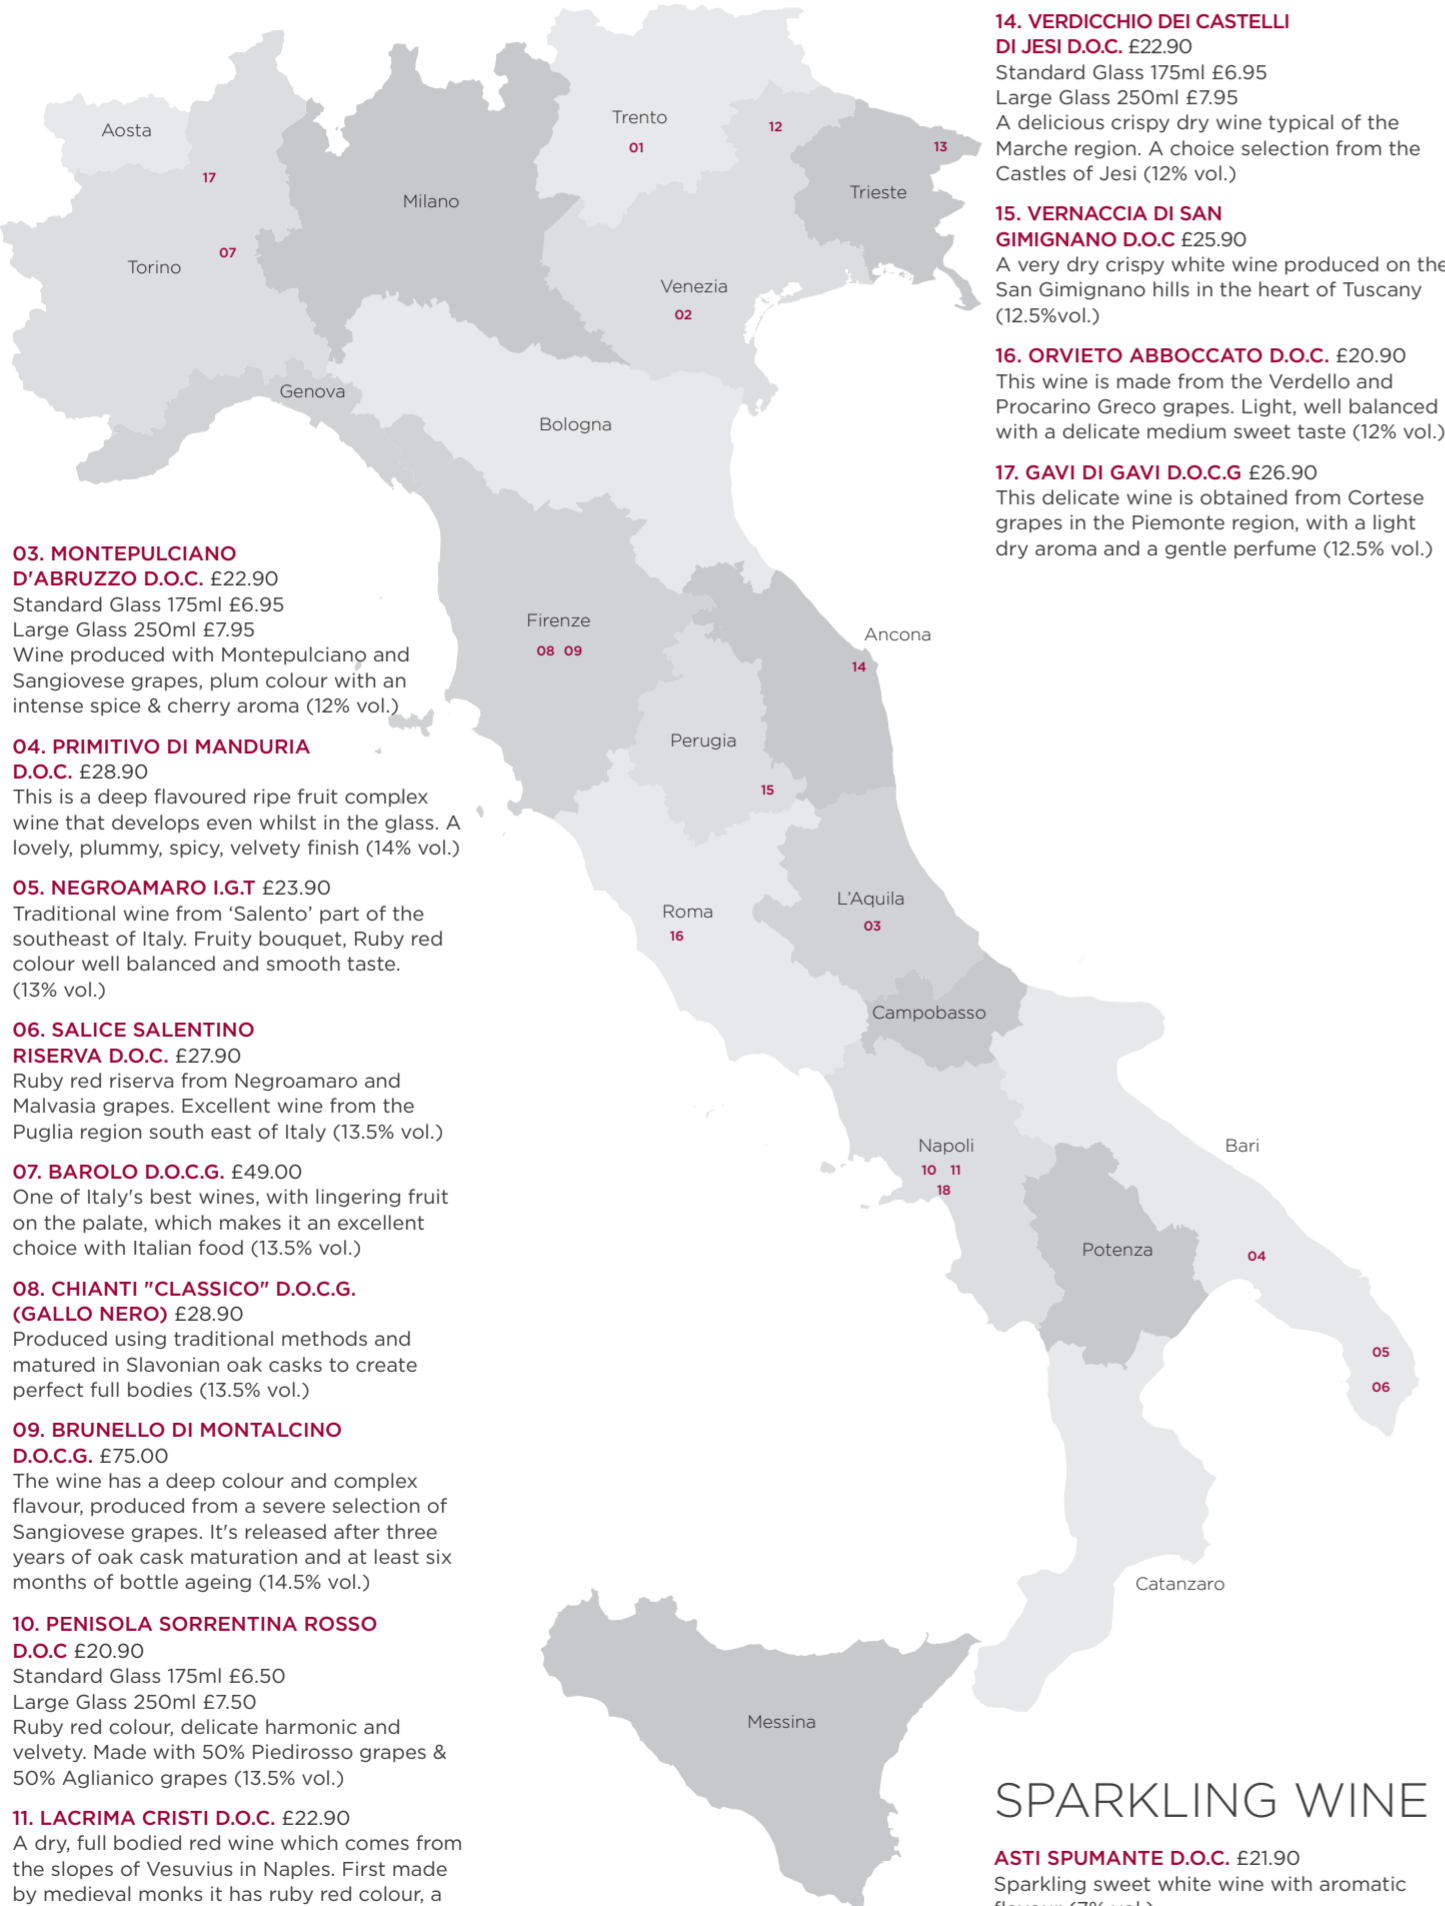 14. VERDICCHIO DEI CASTELLI
DI JESI D.O.C. £22.90
Standard Glass 175ml £6.95
Large Glass 250ml £7.95
A delicious crispy dry wine typical of the
Marche region. A choice selection from the
Castles of Jesi (12% vol.)
15. VERNACCIA DI SAN
GIMIGNANO D.O.C £25.90
A very dry crispy white wine produced on the
San Gimignano hills in the heart of Tuscany
(12.5%vol.)
16. ORVIETO ABBOCCATO D.O.C. £20.90
This wine is made from the Verdello and
Procarino Greco grapes. Light, well balanced
with a delicate medium sweet taste (12% vol.)
17. GAVI DI GAVI D.O.C.G £26.90
This delicate wine is obtained from Cortese
grapes in the Piemonte region, with a light
dry aroma and a gentle perfume (12.5% vol.)
Aosta
17
Torino
07
Milano
Trento
01
12
13
Trieste
Venezia
02
Genova
Bologna
Firenze
08 09
Ancona
14
Perugia
15
Roma
16
L'Aquila
03
Campobasso
Napoli
10 11
18
Bari
Potenza
04
05
06
Catanzaro
Messina
03. MONTEPULCIANO
D'ABRUZZO D.O.C. £22.90
Standard Glass 175ml £6.95
Large Glass 250ml £7.95
Wine produced with Montepulciano and
Sangiovese grapes, plum colour with an
intense spice & cherry aroma (12% vol.)
04. PRIMITIVO DI MANDURIA
D.O.C. £28.90
This is a deep flavoured ripe fruit complex
wine that develops even whilst in the glass. A
lovely, plummy, spicy, velvety finish (14% vol.)
05. NEGROAMARO I.G.T £23.90
Traditional wine from ‘Salento’ part of the
southeast of Italy. Fruity bouquet, Ruby red
colour well balanced and smooth taste.
(13% vol.)
06. SALICE SALENTINO
RISERVA D.O.C. £27.90
Ruby red riserva from Negroamaro and
Malvasia grapes. Excellent wine from the
Puglia region south east of Italy (13.5% vol.)
07. BAROLO D.O.C.G. £49.00
One of Italy's best wines, with lingering fruit
on the palate, which makes it an excellent
choice with Italian food (13.5% vol.)
08. CHIANTI "CLASSICO" D.O.C.G.
(GALLO NERO) £28.90
Produced using traditional methods and
matured in Slavonian oak casks to create
perfect full bodies (13.5% vol.)
09. BRUNELLO DI MONTALCINO
D.O.C.G. £75.00
The wine has a deep colour and complex
flavour, produced from a severe selection of
Sangiovese grapes. It's released after three
years of oak cask maturation and at least six
months of bottle ageing (14.5% vol.)
10. PENISOLA SORRENTINA ROSSO
D.O.C £20.90
Standard Glass 175ml £6.50
Large Glass 250ml £7.50
Ruby red colour, delicate harmonic and
velvety. Made with 50% Piedirosso grapes &
50% Aglianico grapes (13.5% vol.)
11. LACRIMA CRISTI D.O.C. £22.90
A dry, full bodied red wine which comes from
the slopes of Vesuvius in Naples. First made
by medieval monks it has ruby red colour, a
SPARKLING WINE
ASTI SPUMANTE D.O.C. £21.90
Sparkling sweet white wine with aromatic
flavour (7% vol.)